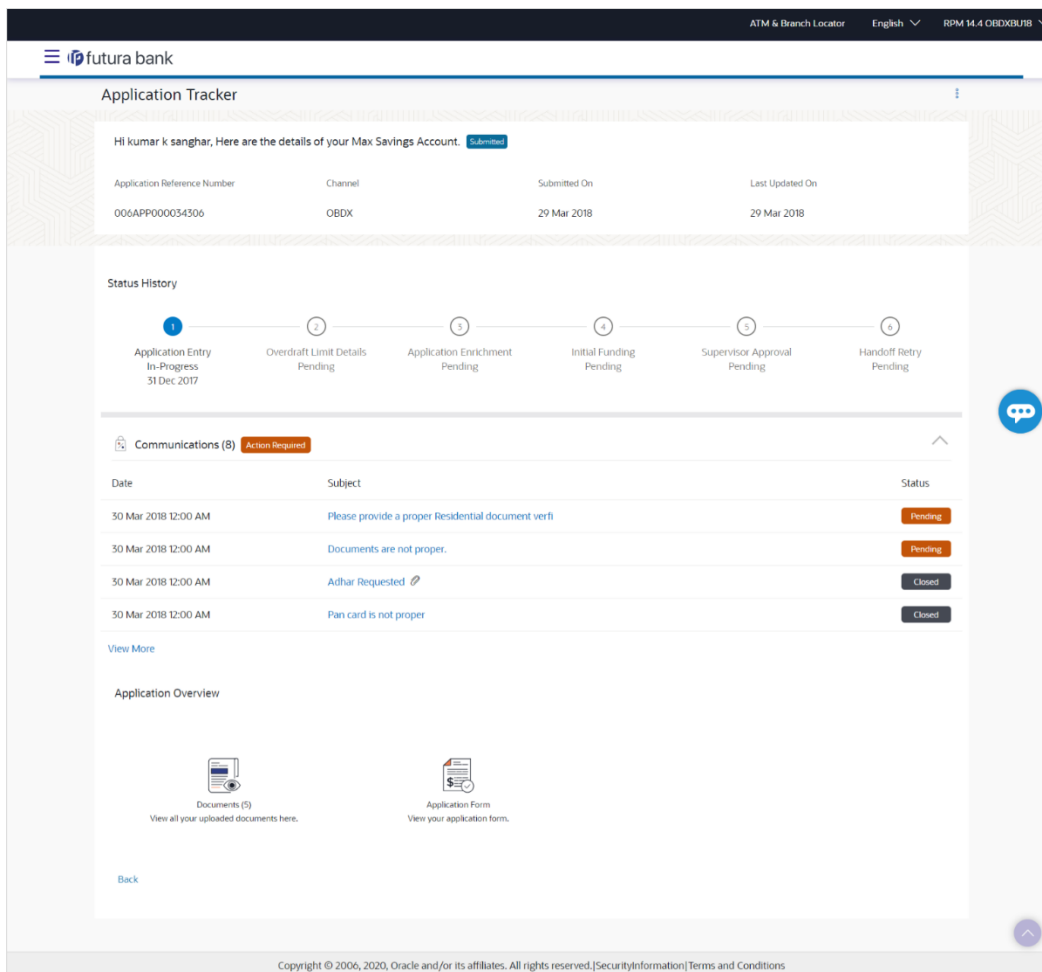 ATM & Branch Locator English RPM 14.4 OBDXBU18
futura bank
Application Tracker
Hi kumar k sanghar, Here are the details of your Max Savings Account. Submitted
Application Reference Number Channel Submitted On Last Updated On
006APP000034306 OBDX 29 Mar 2018 29 Mar 2018
Status History
1 2 3 4 5 6
Application Entry Overdraft Limit Details Application Enrichment Initial Funding Supervisor Approval Handoff Retry
In-Progress Pending Pending Pending Pending Pending
31 Dec 2017
Communications (8) Action Required
Date Subject Status
30 Mar 2018 12:00 AM Please provide a proper Residential document verfi Pending
30 Mar 2018 12:00 AM Documents are not proper. Pending
30 Mar 2018 12:00 AM Adhar Requested Closed
30 Mar 2018 12:00 AM Pan card is not proper Closed
View More
Application Overview
Documents (5) Application Form
View all your uploaded documents here. View your application form.
Back
Copyright © 2006, 2020, Oracle and/or its affiliates. All rights reserved.|SecurityInformation|Terms and Conditions